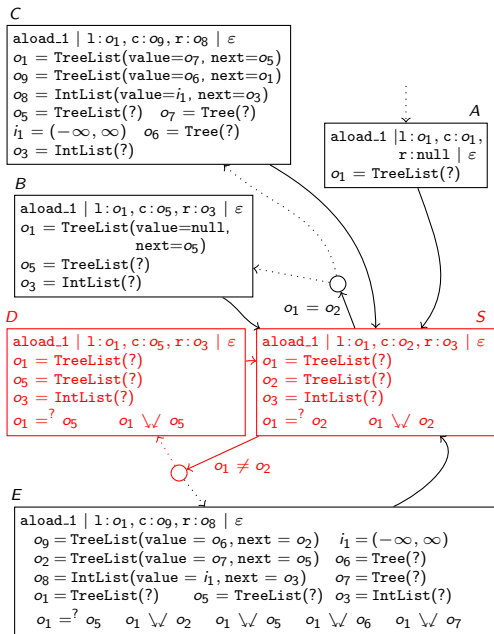 C
aload_1 | l:o₁, c:o₉, r:o₈ | ε
o₁ = TreeList(value=o₇, next=o₅)
o₉ = TreeList(value=o₆, next=o₁)
o₈ = IntList(value=i₁, next=o₃)
o₅ = TreeList(?) o₇ = Tree(?)
i₁ = (−∞, ∞) o₆ = Tree(?)
o₃ = IntList(?)
A
aload_1 |l:o₁, c:o₁,
r:null | ε
o₁ = TreeList(?)
B
aload_1 | l:o₁, c:o₅, r:o₃ | ε
o₁ = TreeList(value=null,
next=o₅)
o₅ = TreeList(?)
o₃ = IntList(?)
o₁ = o₂
D
aload_1 | l:o₁, c:o₅, r:o₃ | ε
o₁ = TreeList(?)
o₅ = TreeList(?)
o₃ = IntList(?)
o₁ =? o₅ o₁ ⩖ o₅
S
aload_1 | l:o₁, c:o₂, r:o₃ | ε
o₁ = TreeList(?)
o₂ = TreeList(?)
o₃ = IntList(?)
o₁ =? o₂ o₁ ⩖ o₂
o₁ ≠ o₂
E
aload_1 | l:o₁, c:o₉, r:o₈ | ε
o₉ = TreeList(value = o₆, next = o₂) i₁ = (−∞, ∞)
o₂ = TreeList(value = o₇, next = o₅) o₆ = Tree(?)
o₈ = IntList(value = i₁, next = o₃) o₇ = Tree(?)
o₁ = TreeList(?) o₅ = TreeList(?) o₃ = IntList(?)
o₁ =? o₅ o₁ ⩖ o₂ o₁ ⩖ o₅ o₁ ⩖ o₆ o₁ ⩖ o₇